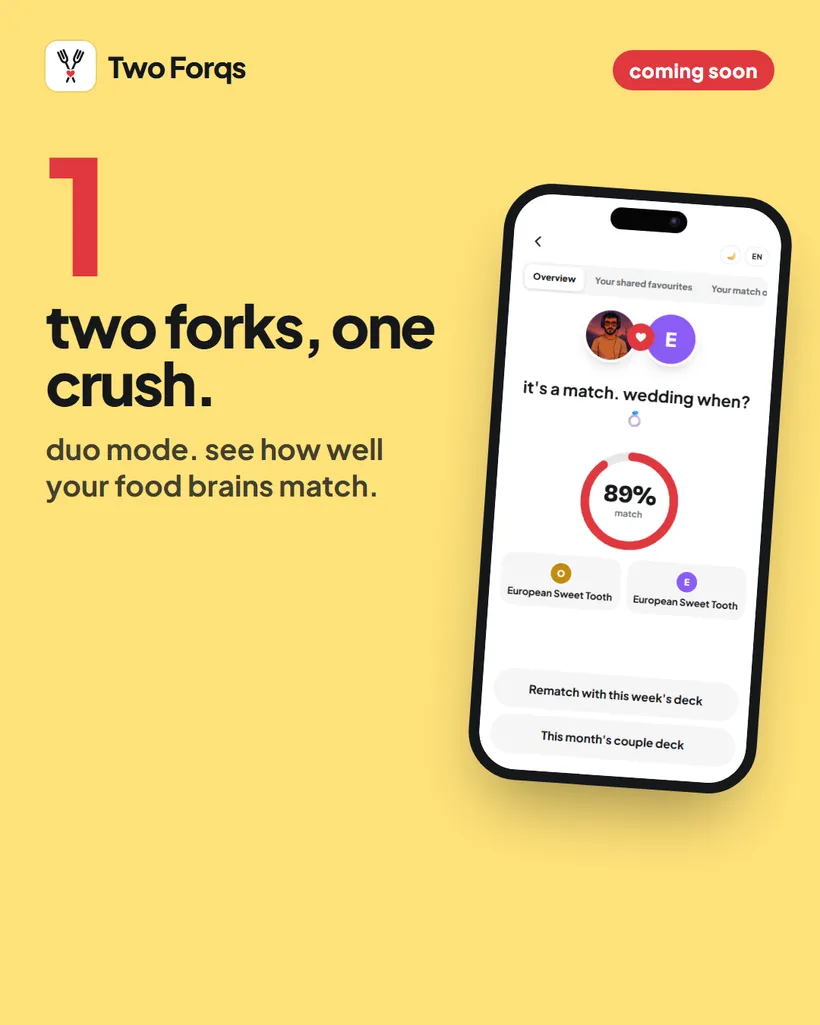 Two Forqs
coming soon
1
two forks, one
crush.
duo mode. see how well
your food brains match.
EN
Overview
Your shared favourites
Your match o
E
it's a match. wedding when?
💍
89%
match
O
European Sweet Tooth
E
European Sweet Tooth
Rematch with this week's deck
This month's couple deck